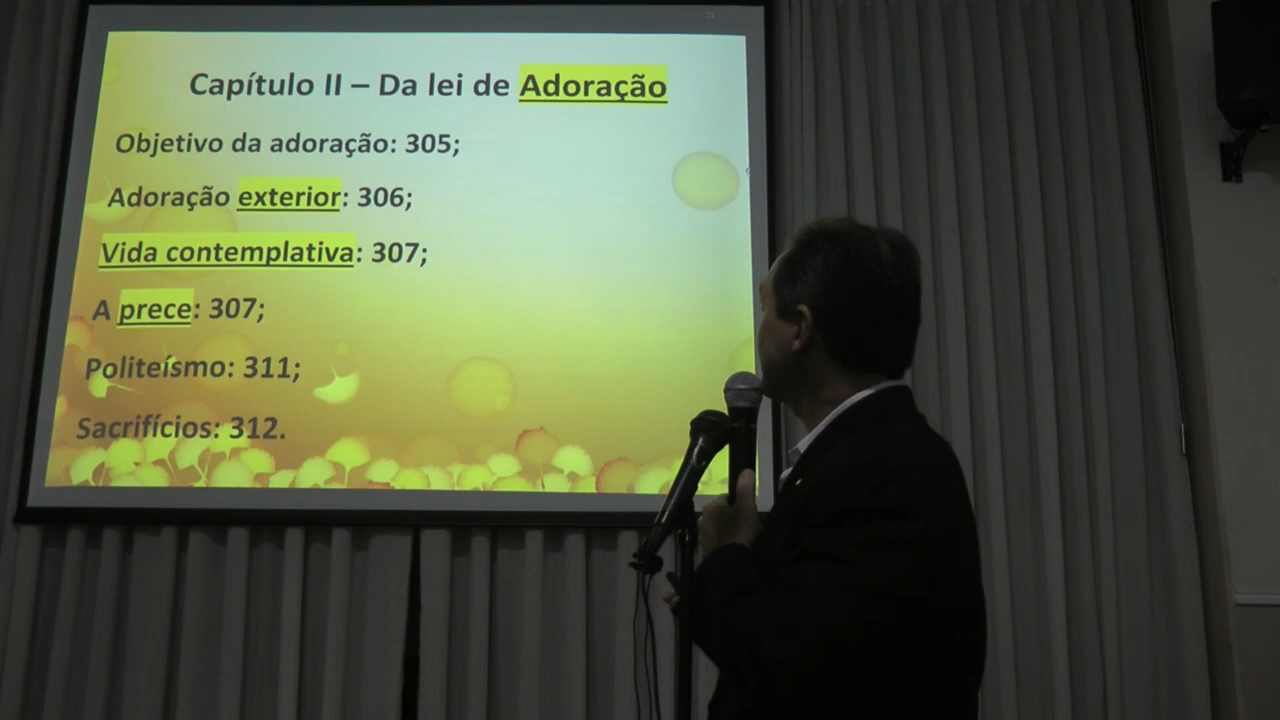 Capítulo II – Da lei de Adoração
Objetivo da adoração: 305;
Adoração exterior: 306;
Vida contemplativa: 307;
A prece: 307;
Politeísmo: 311;
Sacrifícios: 312.